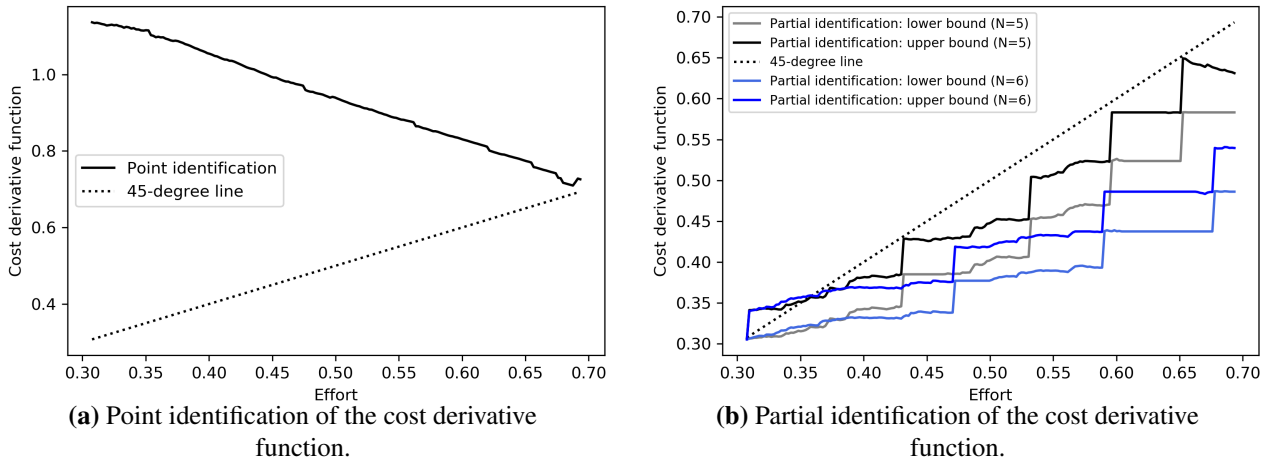 Cost derivative function
1.0
0.8
0.6
0.4
Point identification
45-degree line
0.30 0.35 0.40 0.45 0.50 0.55 0.60 0.65 0.70
Effort
(a) Point identification of the cost derivative
function.
Cost derivative function
0.70
0.65
0.60
0.55
0.50
0.45
0.40
0.35
0.30
Partial identification: lower bound (N=5)
Partial identification: upper bound (N=5)
45-degree line
Partial identification: lower bound (N=6)
Partial identification: upper bound (N=6)
0.30 0.35 0.40 0.45 0.50 0.55 0.60 0.65 0.70
Effort
(b) Partial identification of the cost derivative
function.